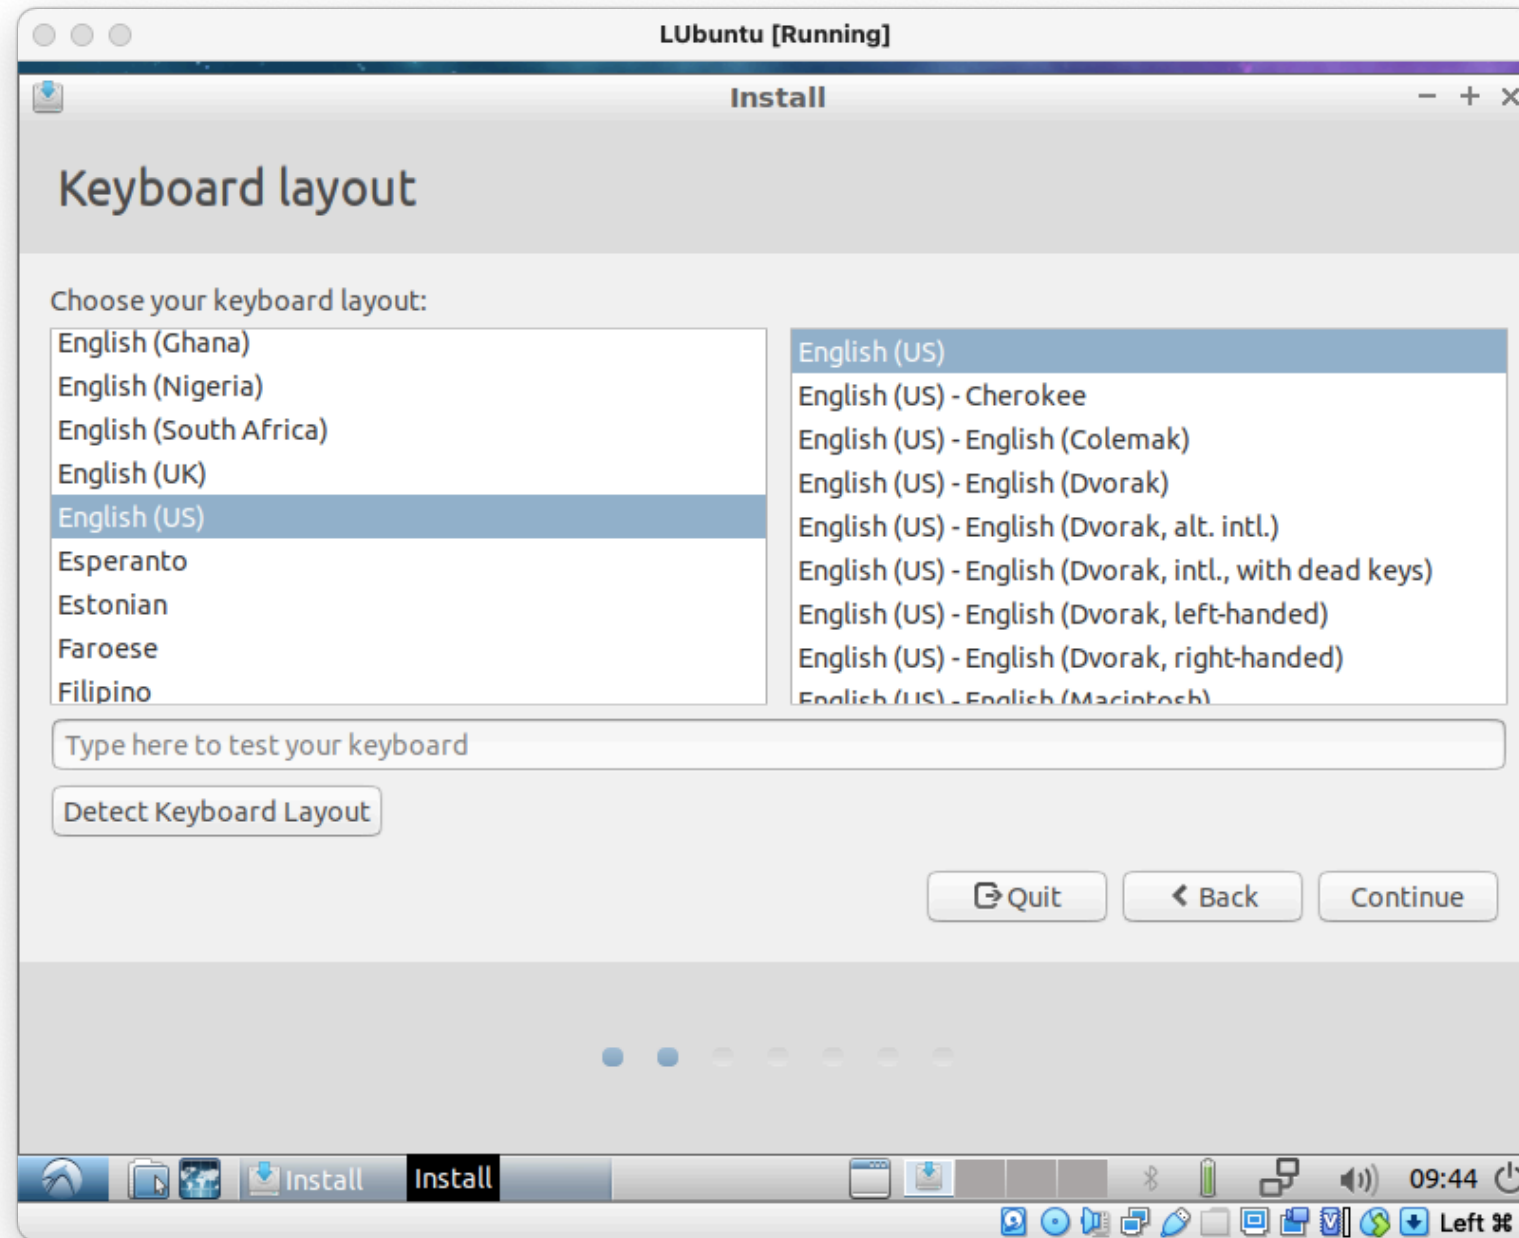 LUbuntu [Running]
Install
Keyboard layout
Choose your keyboard layout:
English (Ghana)
English (Nigeria)
English (South Africa)
English (UK)
English (US)
Esperanto
Estonian
Faroese
Filipino
English (US)
English (US) - Cherokee
English (US) - English (Colemak)
English (US) - English (Dvorak)
English (US) - English (Dvorak, alt. intl.)
English (US) - English (Dvorak, intl., with dead keys)
English (US) - English (Dvorak, left-handed)
English (US) - English (Dvorak, right-handed)
English (US) - English (Macintosh)
Type here to test your keyboard
Detect Keyboard Layout
Quit Back Continue
Install Install 09:44
Left ⌘